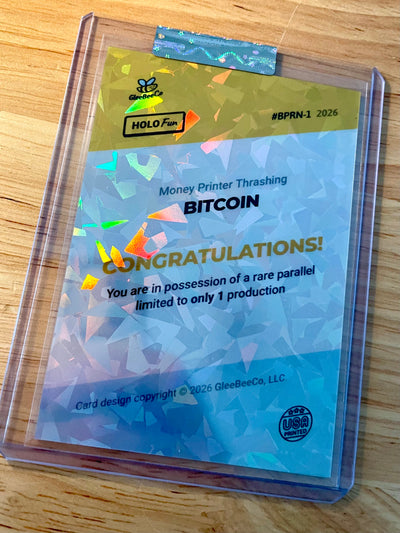 GleeBeeCo
HOLO Fun
#BPRN-1 2026
Money Printer Thrashing
BITCOIN
CONGRATULATIONS!
You are in possession of a rare parallel
limited to only 1 production
Card design copyright © 2026 GleeBeeCo, LLC
USA
PRINTED